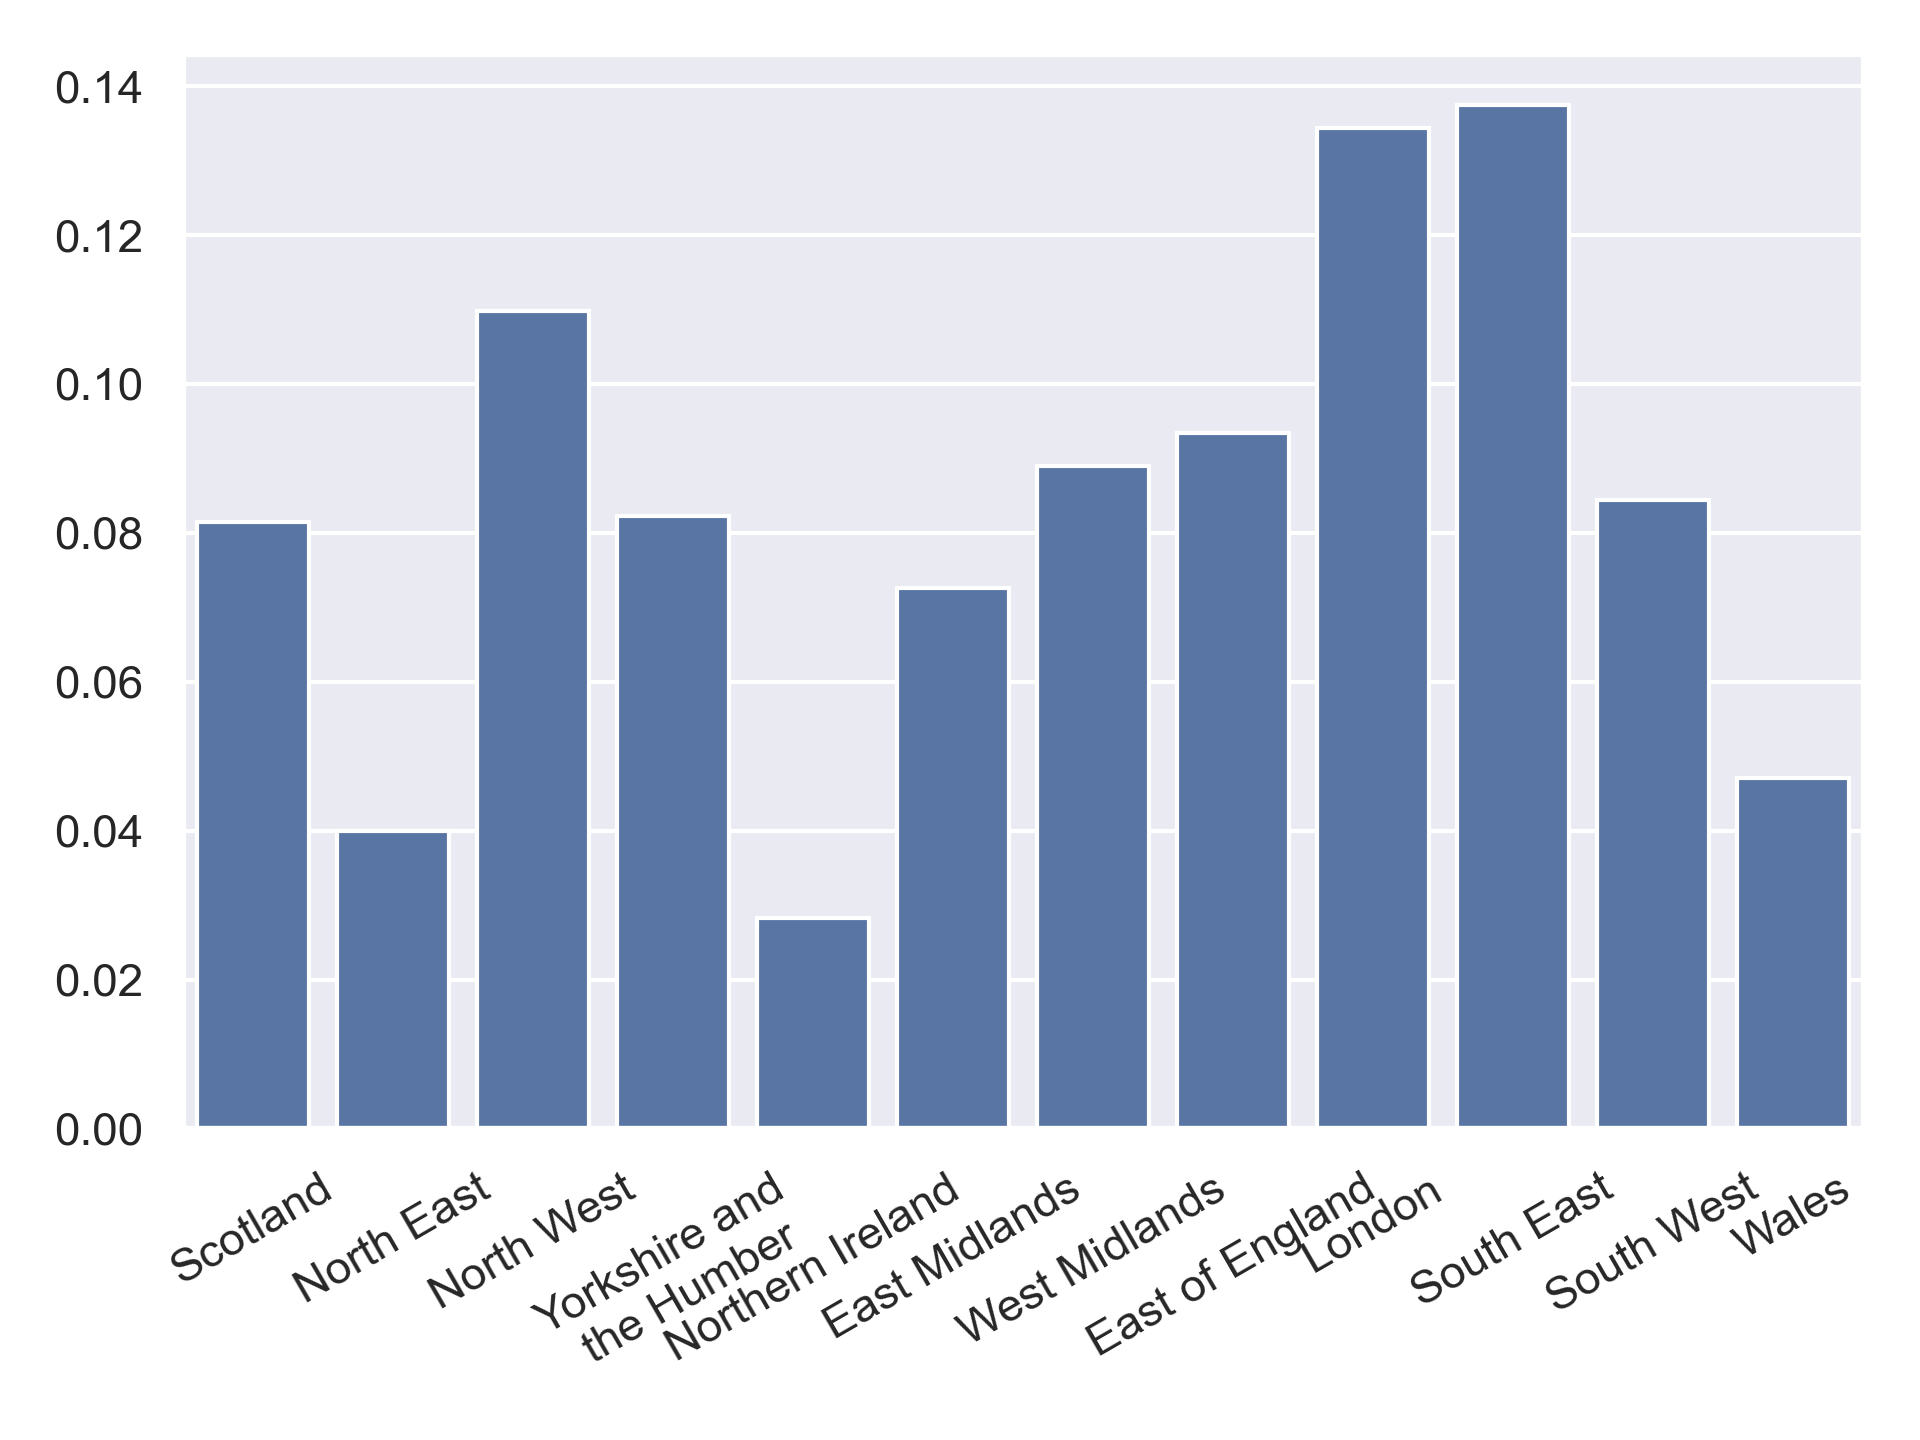 0.14
0.12
0.10
0.08
0.06
0.04
0.02
0.00
Scotland
North East
North West
Yorkshire and
the Humber
Northern Ireland
East Midlands
West Midlands
East of England
London
South East
South West
Wales